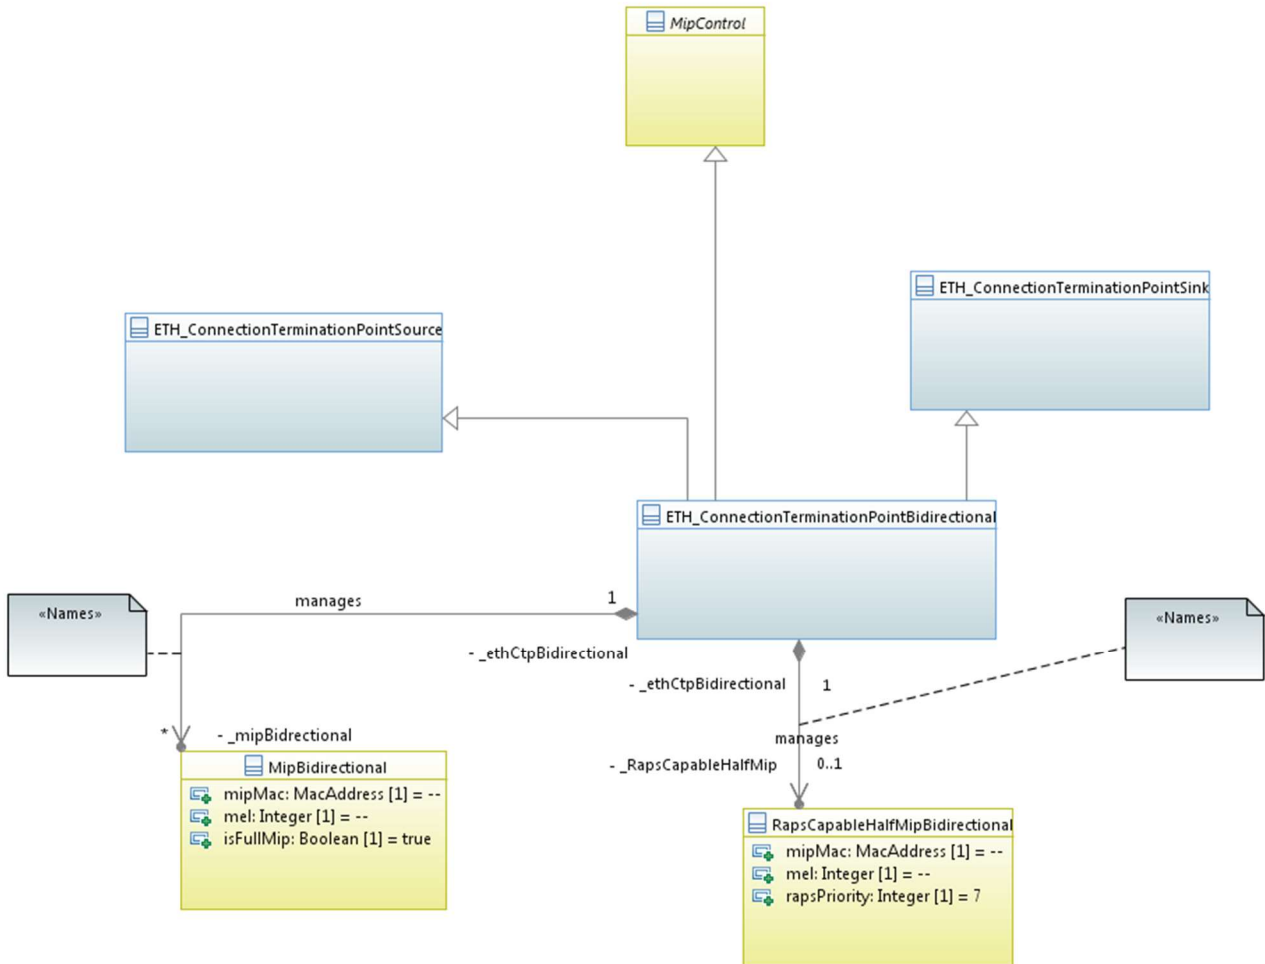 MipControl
ETH_ConnectionTerminationPointSink
ETH_ConnectionTerminationPointSource
ETH_ConnectionTerminationPointBidirectional
«Names»
manages
1
- _ethCtpBidirectional
«Names»
- _ethCtpBidirectional
1
*
- _mipBidrectional
manages
- _RapsCapableHalfMip
0..1
MipBidirectional
mipMac: MacAddress [1] = --
mel: Integer [1] = --
isFullMip: Boolean [1] = true
RapsCapableHalfMipBidirectional
mipMac: MacAddress [1] = --
mel: Integer [1] = --
rapsPriority: Integer [1] = 7